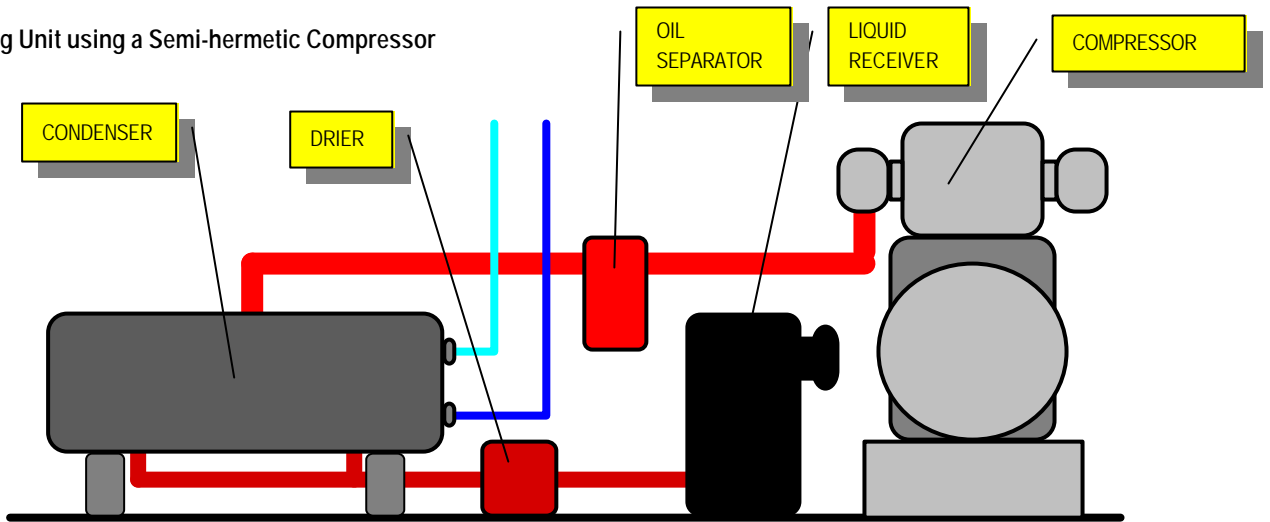 g Unit using a Semi-hermetic Compressor
OIL
SEPARATOR
LIQUID
RECEIVER
COMPRESSOR
CONDENSER
DRIER